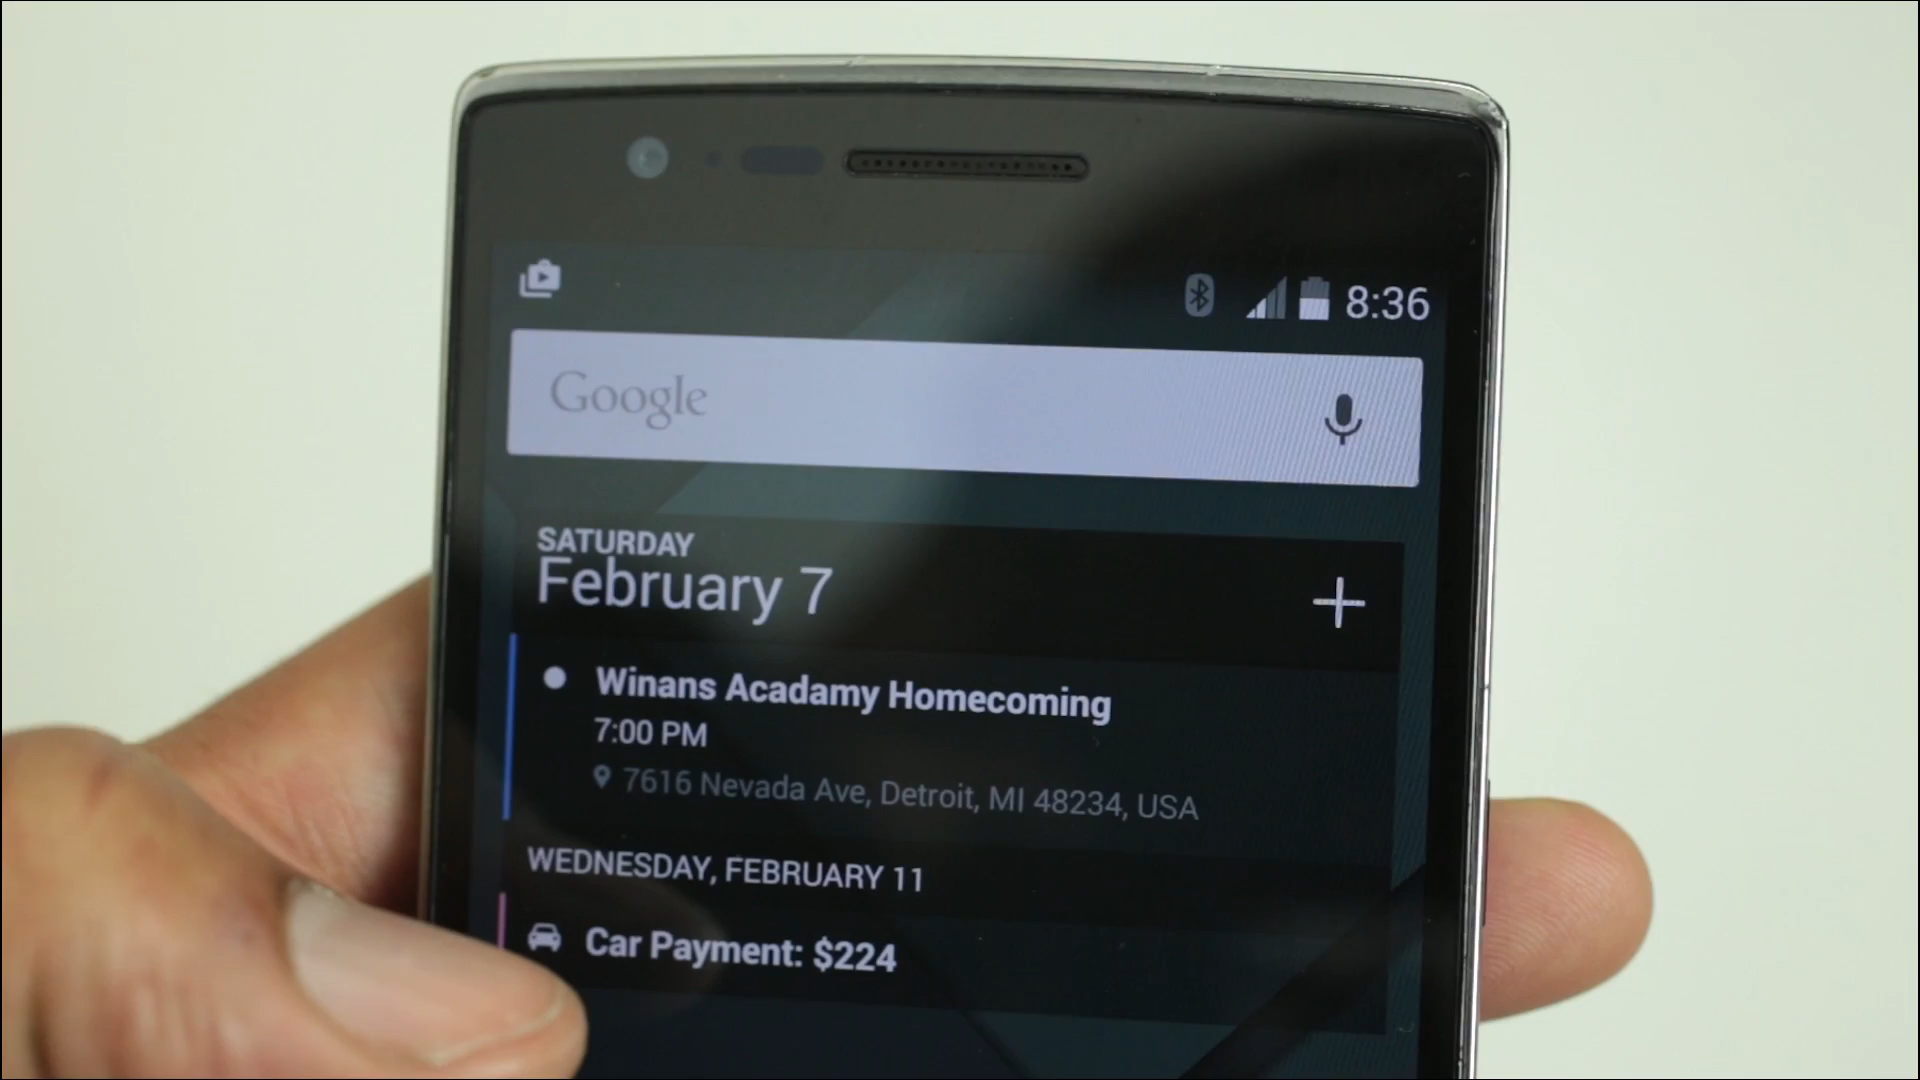 8:36
Google
SATURDAY
February 7
Winans Acadamy Homecoming
7:00 PM
7616 Nevada Ave, Detroit, MI 48234, USA
WEDNESDAY, FEBRUARY 11
Car Payment: $224